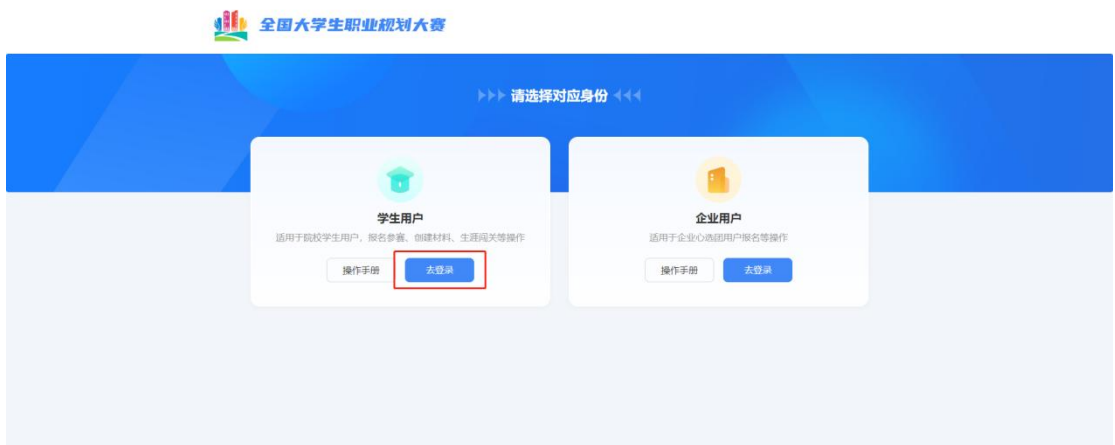 全国大学生职业规划大赛
请选择对应身份
学生用户
适用于院校学生用户，报名参赛、创建材料、生涯闯关等操作
操作手册
去登录
企业用户
适用于企业心选团用户报名等操作
操作手册
去登录